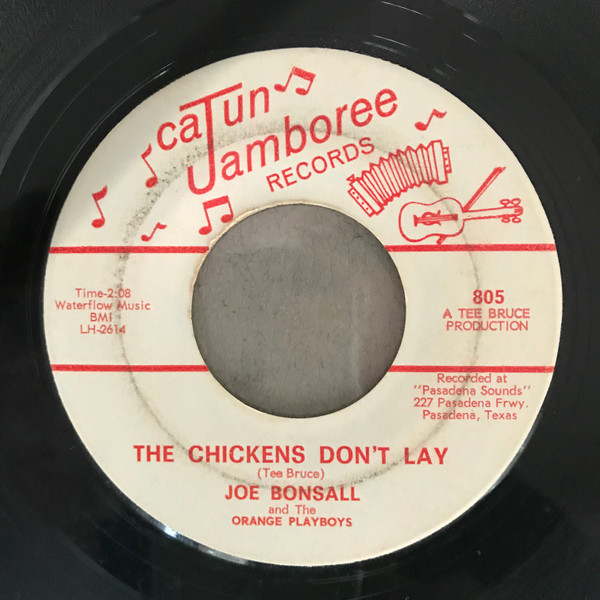 caJun
Jamboree
RECORDS
Time-2:08
Waterflow Music
BMI
LH-2614
805
A TEE BRUCE
PRODUCTION
Recorded at
"Pasadena Sounds"
227 Pasadena Frwy.
Pasadena, Texas
THE CHICKENS DON'T LAY
(Tee Bruce)
JOE BONSALL
and The
ORANGE PLAYBOYS